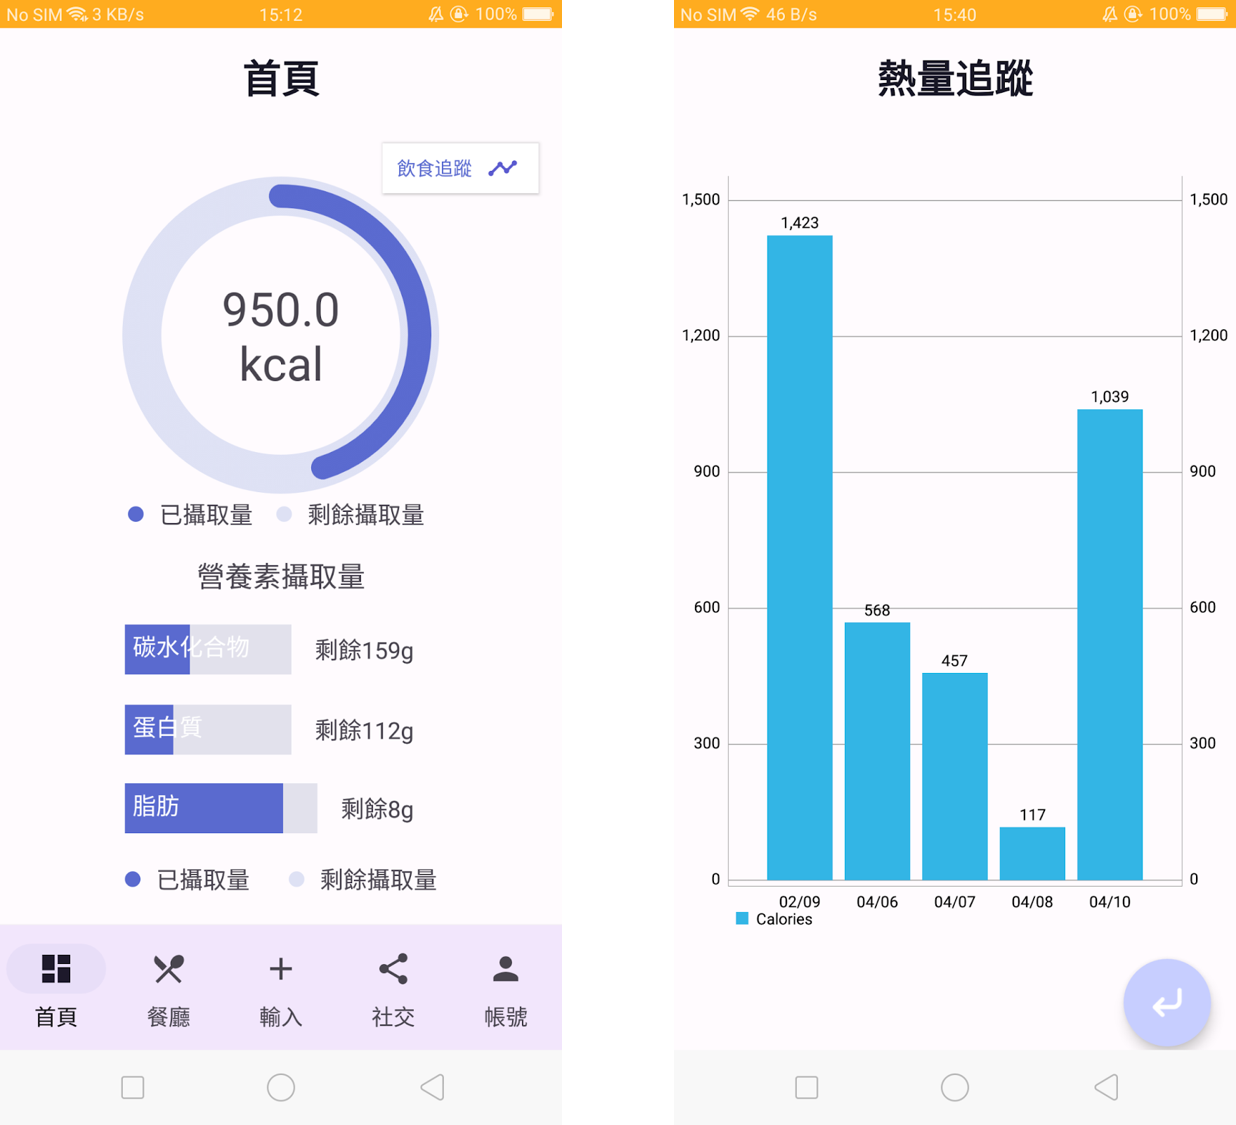 No SIM 3 KB/s 15:12 100%
首頁
飲食追蹤
950.0
kcal
已攝取量 剩餘攝取量
營養素攝取量
碳水化合物 剩餘159g
蛋白質 剩餘112g
脂肪 剩餘8g
已攝取量 剩餘攝取量
首頁 餐廳 輸入 社交 帳號
No SIM 46 B/s 15:40 100%
熱量追蹤
1,500 1,500
1,423
1,200 1,200
1,039
900 900
600 568 600
457
300 300
117
0 0
02/09 04/06 04/07 04/08 04/10
Calories